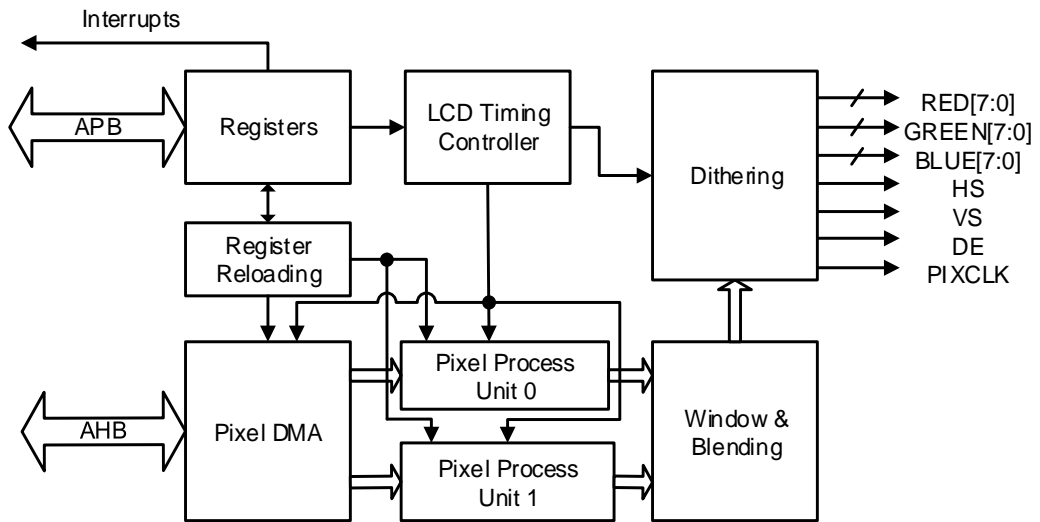 Interrupts
APB
Registers
LCD Timing
Controller
Dithering
RED[7:0]
GREEN[7:0]
BLUE[7:0]
HS
VS
DE
PIXCLK
Register
Reloading
AHB
Pixel DMA
Pixel Process
Unit 0
Pixel Process
Unit 1
Window &
Blending